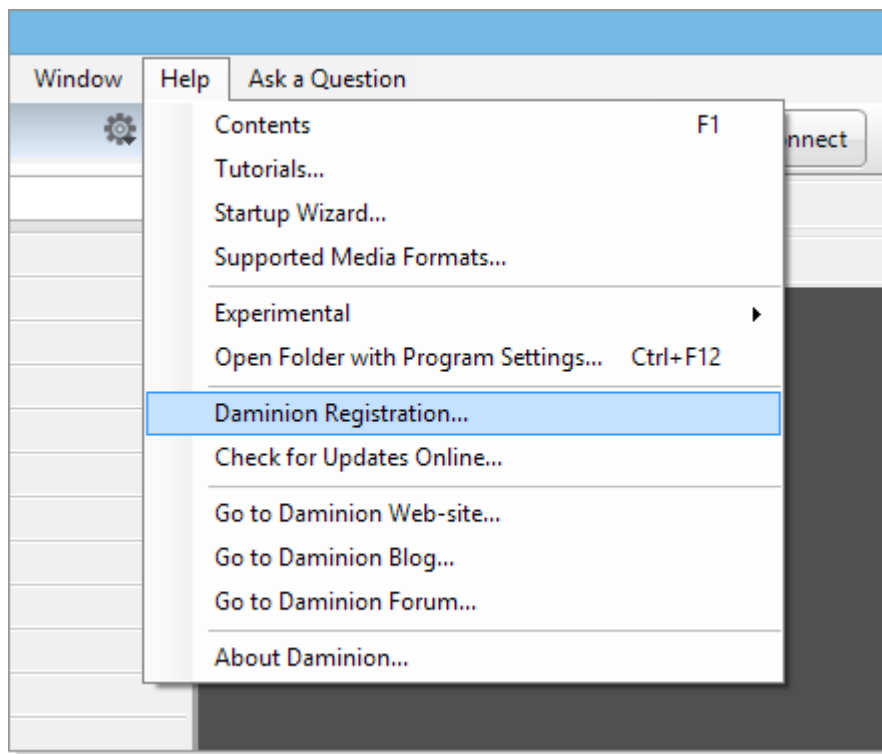 Window Help Ask a Question
Contents F1
nnect
Tutorials...
Startup Wizard...
Supported Media Formats...
Experimental
Open Folder with Program Settings... Ctrl+F12
Daminion Registration...
Check for Updates Online...
Go to Daminion Web-site...
Go to Daminion Blog...
Go to Daminion Forum...
About Daminion...